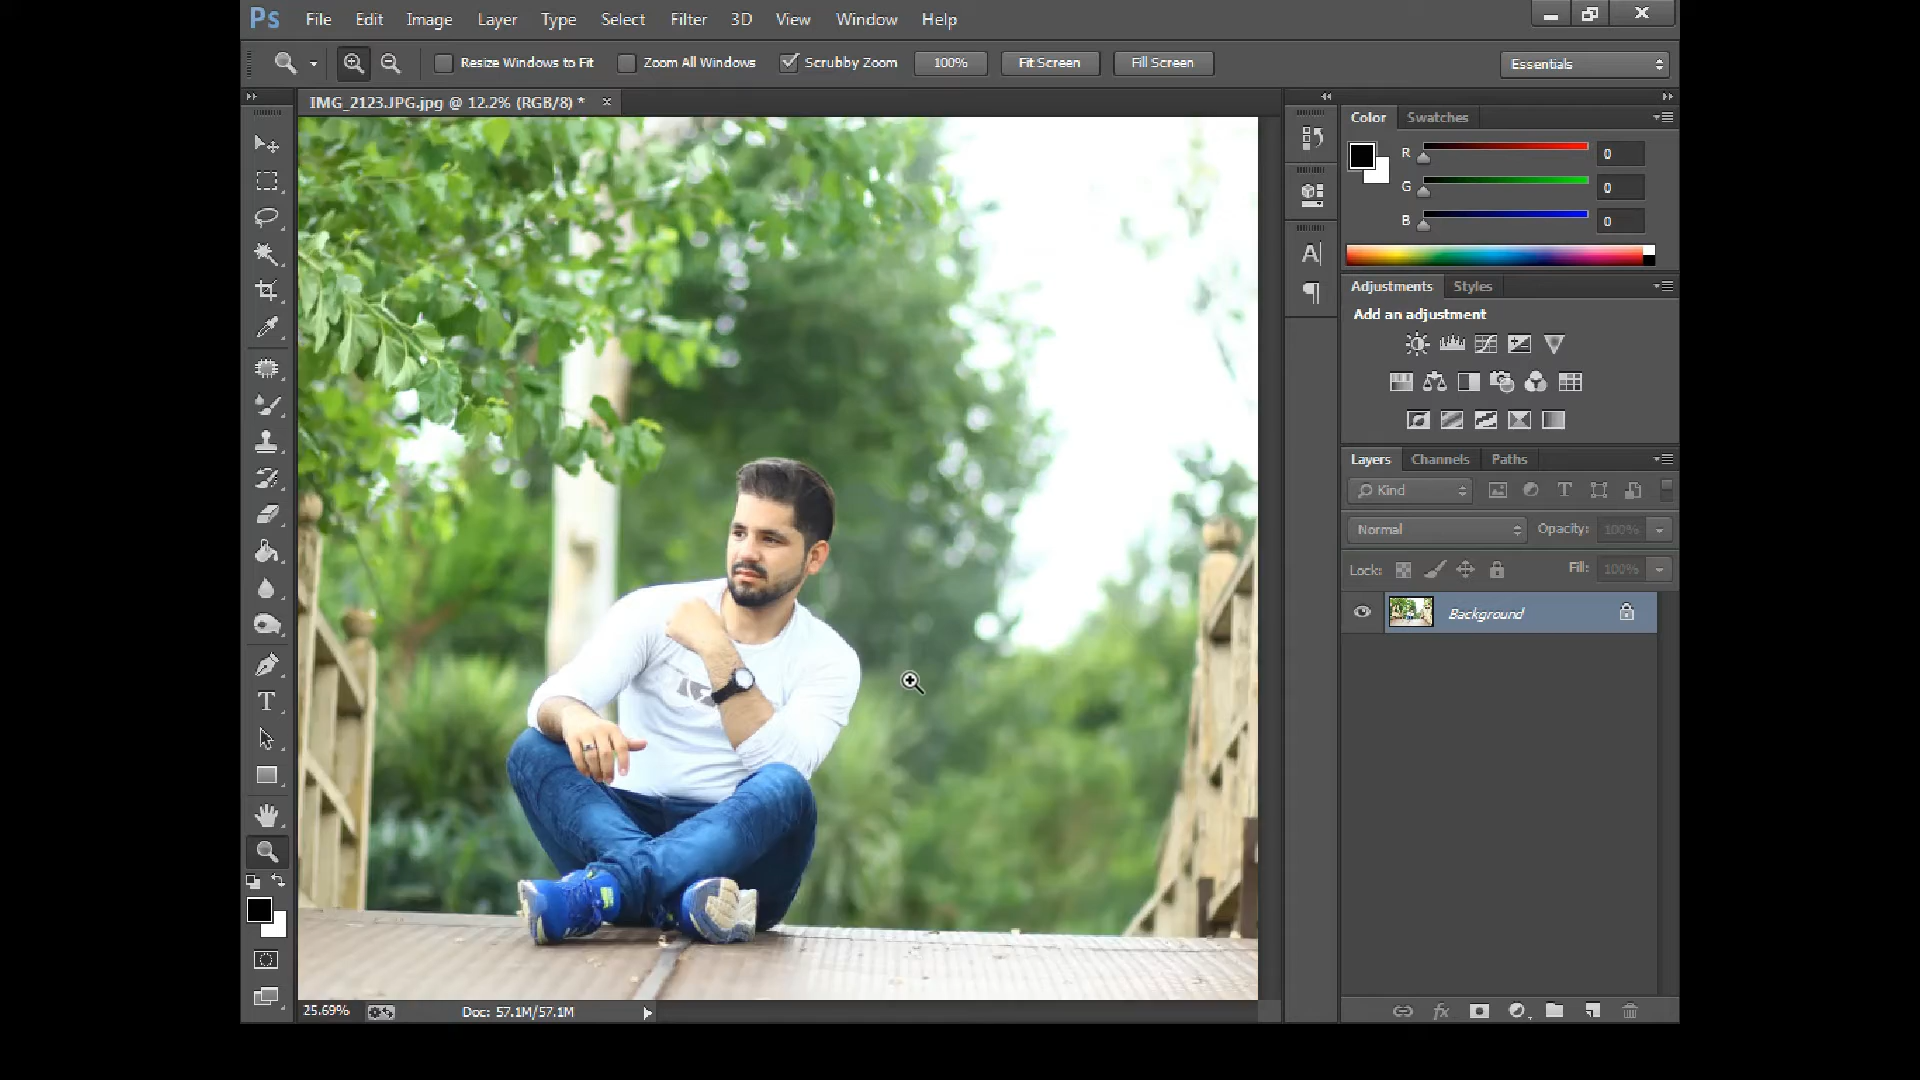 Ps File Edit Image Layer Type Select Filter 3D View Window Help
Resize Windows to Fit Zoom All Windows Scrubby Zoom 100% Fit Screen Fill Screen Essentials
IMG_2123.JPG.jpg @ 12.2% (RGB/8) * ×
Color Swatches
R 0
G 0
B 0
Adjustments Styles
Add an adjustment
Layers Channels Paths
Kind
Normal Opacity: 100%
Lock: Fill: 100%
Background
25.69% Doc: 57.1M/57.1M